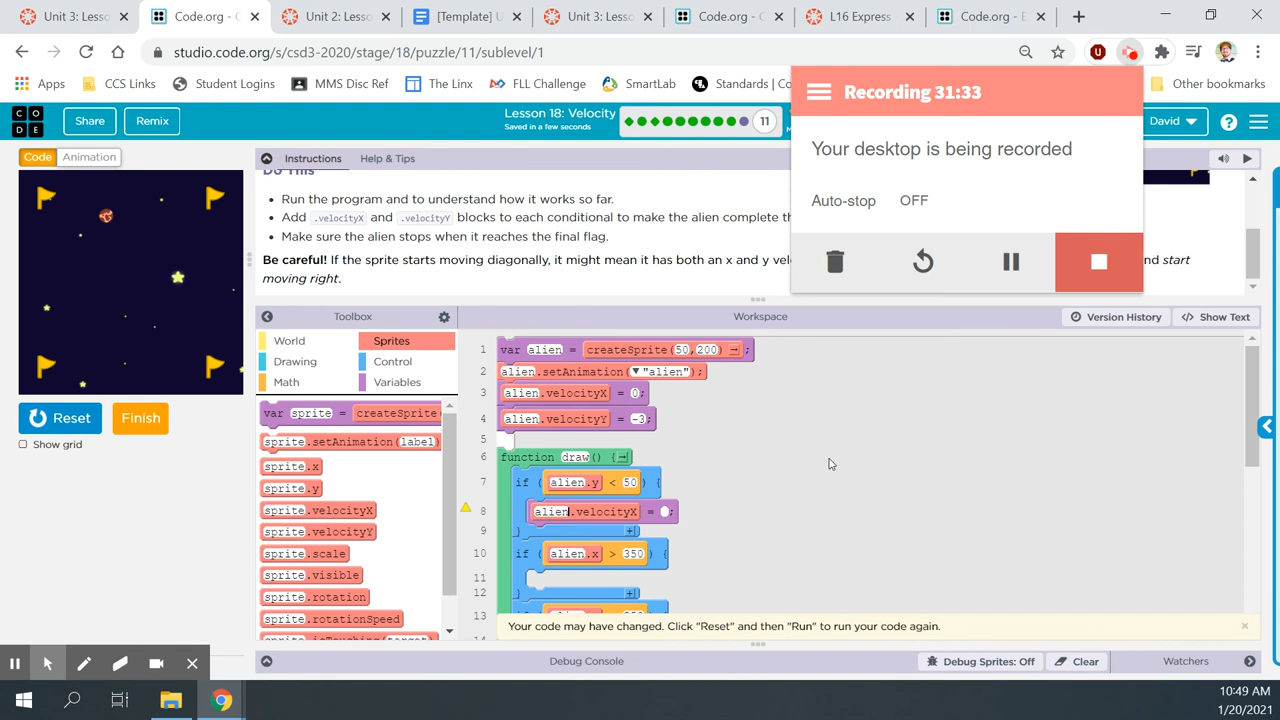 Unit 3: Lesso
Code.org - C
Unit 2: Lesso
[Template] U
Unit 3: Lesso
Code.org - C
L16 Express
Code.org - E
studio.code.org/s/csd3-2020/stage/18/puzzle/11/sublevel/1
Apps
CCS Links
Student Logins
MMS Disc Ref
The Linx
FLL Challenge
SmartLab
Standards | Co
Other bookmarks
Recording 31:33
Your desktop is being recorded
Auto-stop OFF
C O
D E
Share
Remix
Lesson 18: Velocity
Saved in a few seconds
11
David
Code
Animation
Instructions
Help & Tips
Do This
Run the program and to understand how it works so far.
Add .velocityX and .velocityY blocks to each conditional to make the alien complete th
Make sure the alien stops when it reaches the final flag.
Be careful! If the sprite starts moving diagonally, it might mean it has both an x and y velo
nd start
moving right.
Toolbox
Workspace
Version History
</> Show Text
World
Sprites
Drawing
Control
Math
Variables
var sprite = createSprite(
sprite.setAnimation(label)
sprite.x
sprite.y
sprite.velocityX
sprite.velocityY
sprite.scale
sprite.visible
sprite.rotation
sprite.rotationSpeed
sprite.isTouching(target)
Reset
Finish
Show grid
1 var alien = createSprite(50,200);
2 alien.setAnimation("alien");
3 alien.velocityX = 0;
4 alien.velocityY = -3;
5
6 function draw() {
7 if (alien.y < 50) {
8 alien.velocityX = ;
9 }
10 if (alien.x > 350) {
11
12 }
13
Your code may have changed. Click "Reset" and then "Run" to run your code again.
Debug Console
Debug Sprites: Off
Clear
Watchers
10:49 AM
1/20/2021